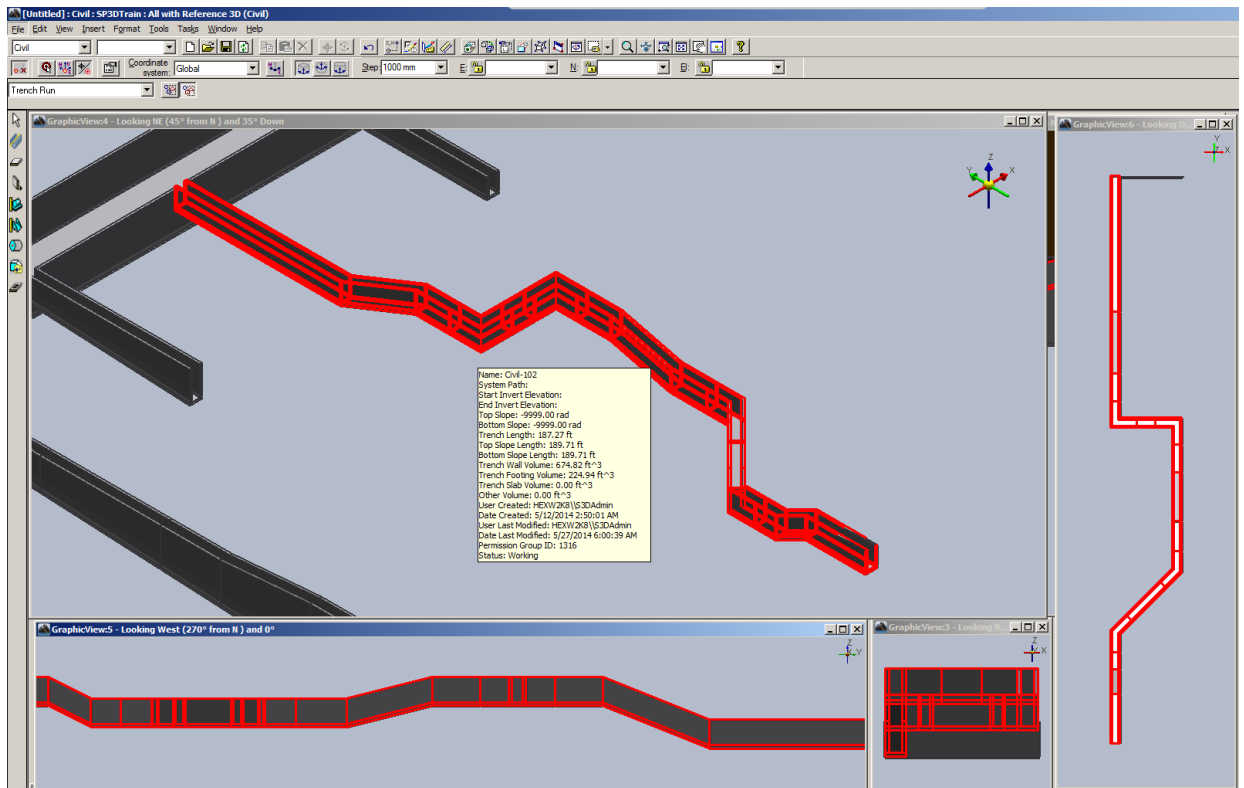 [Untitled] : Civil : SP3DTrain : All with Reference 3D (Civil)
File Edit View Insert Format Tools Tasks Window Help
Civil
Coordinate system: Global Step: 1000 mm E: N:
Trench Run
GraphicView:4 - Looking NE (45° from N ) and 35° Down
GraphicView:6 - Looking D...
Z
Y X
Y
Z X
Name: Civil-102
System Path:
Start Invert Elevation:
End Invert Elevation:
Top Slope: -9999.00 rad
Bottom Slope: -9999.00 rad
Trench Length: 187.27 ft
Top Slope Length: 189.71 ft
Bottom Slope Length: 189.71 ft
Trench Wall Volume: 674.82 ft^3
Trench Footing Volume: 224.94 ft^3
Trench Slab Volume: 0.00 ft^3
Other Volume: 0.00 ft^3
User Created: HEXW2K8\\S3DAdmin
Date Created: 5/12/2014 2:50:01 AM
User Last Modified: HEXW2K8\\S3DAdmin
Date Last Modified: 5/27/2014 6:00:39 AM
Permission Group ID: 1316
Status: Working
GraphicView:5 - Looking West (270° from N ) and 0°
GraphicView:3 - Looking N...
Z
X Y
Z
Y X